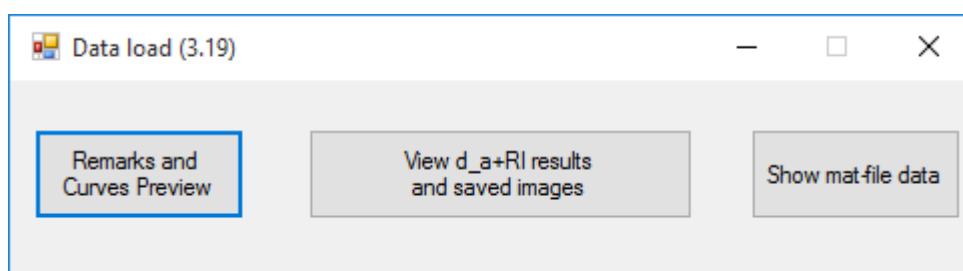 Data load (3.19)
Remarks and
Curves Preview
View d_a+RI results
and saved images
Show mat-file data